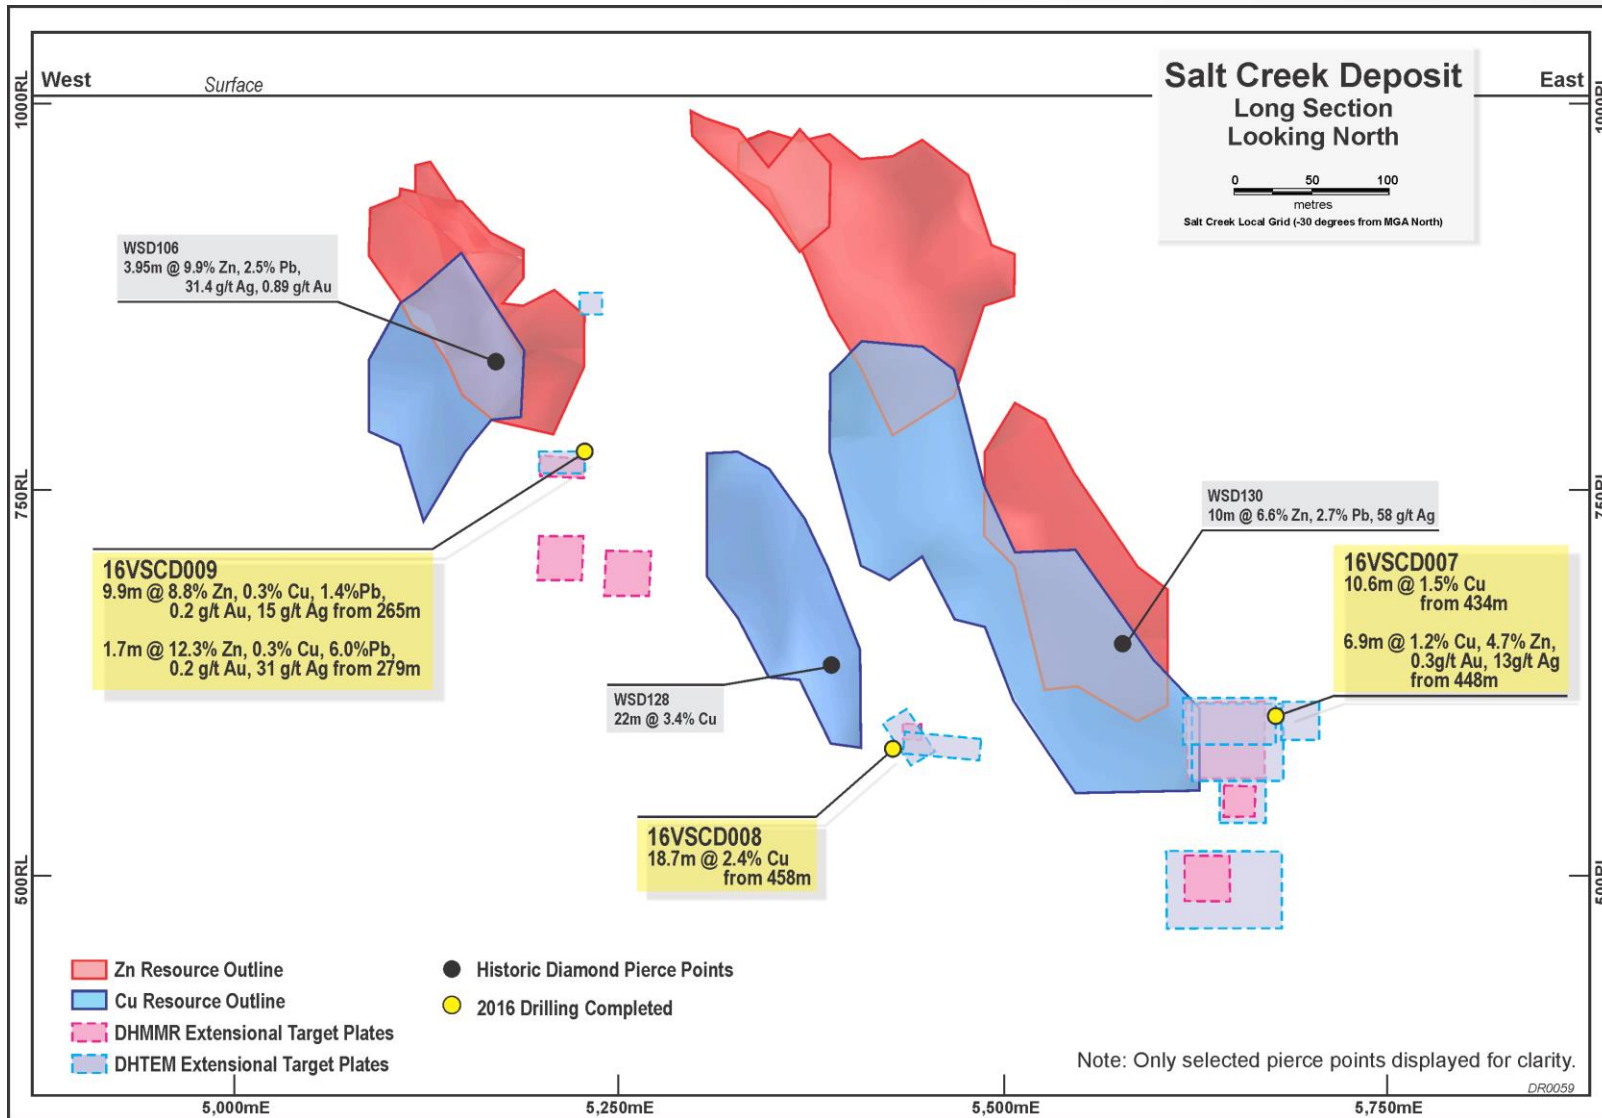 West
Surface
Salt Creek Deposit
Long Section
Looking North
0 50 100
metres
Salt Creek Local Grid (-30 degrees from MGA North)
East
1000RL
1000RL
WSD106
3.95m @ 9.9% Zn, 2.5% Pb,
31.4 g/t Ag, 0.89 g/t Au
750RL
750RL
WSD130
10m @ 6.6% Zn, 2.7% Pb, 58 g/t Ag
16VSCD009
9.9m @ 8.8% Zn, 0.3% Cu, 1.4%Pb,
0.2 g/t Au, 15 g/t Ag from 265m
1.7m @ 12.3% Zn, 0.3% Cu, 6.0%Pb,
0.2 g/t Au, 31 g/t Ag from 279m
16VSCD007
10.6m @ 1.5% Cu
from 434m
6.9m @ 1.2% Cu, 4.7% Zn,
0.3g/t Au, 13g/t Ag
from 448m
WSD128
22m @ 3.4% Cu
16VSCD008
18.7m @ 2.4% Cu
from 458m
500RL
500RL
Zn Resource Outline
Cu Resource Outline
DHMMR Extensional Target Plates
DHTEM Extensional Target Plates
Historic Diamond Pierce Points
2016 Drilling Completed
Note: Only selected pierce points displayed for clarity.
DR0059
5,000mE 5,250mE 5,500mE 5,750mE